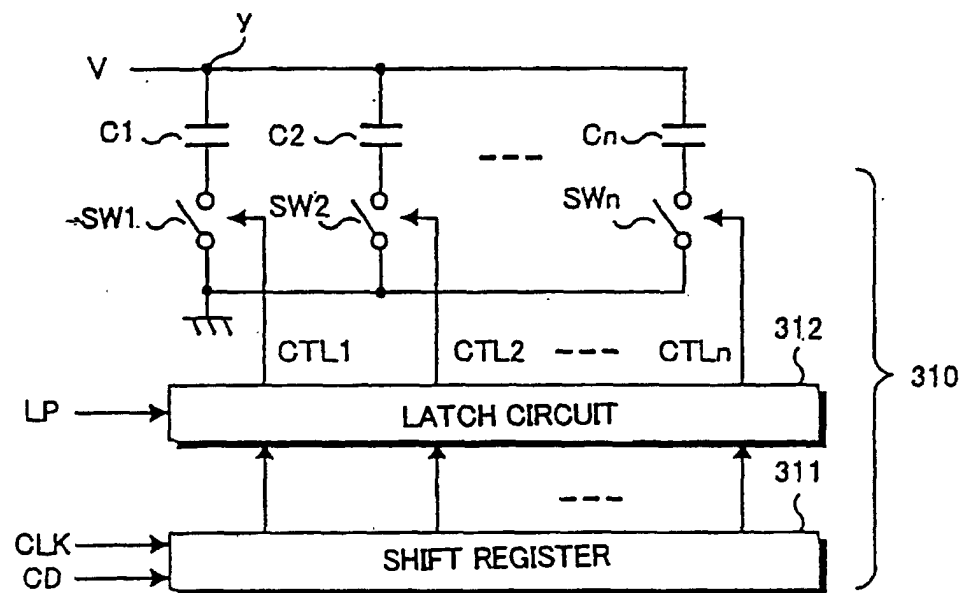 y
V
C1
C2
---
Cn
SW1
SW2
SWn
CTL1
CTL2
---
CTLn
312
310
LP
LATCH CIRCUIT
---
311
CLK
CD
SHIFT REGISTER